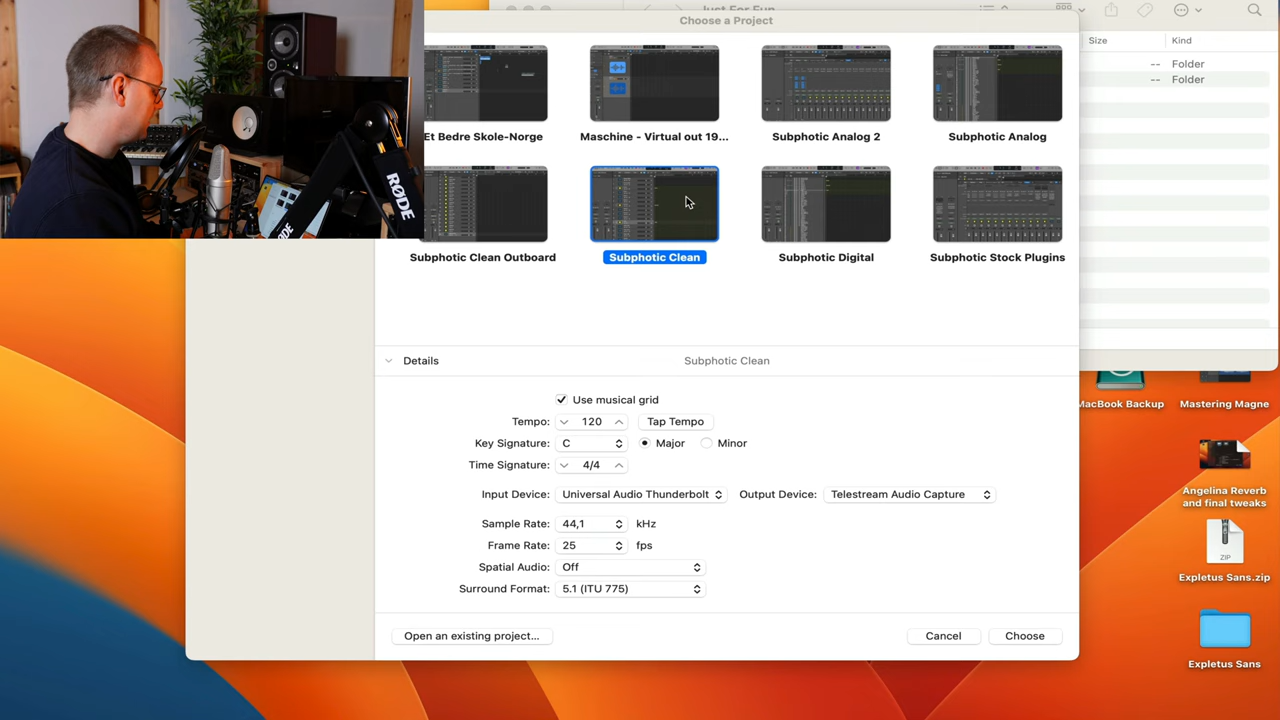 Just For Fun
Choose a Project
Size
Kind
-- Folder
-- Folder
Et Bedre Skole-Norge
Maschine - Virtual out 19...
Subphotic Analog 2
Subphotic Analog
RØDE
RØDE
Subphotic Clean Outboard
Subphotic Clean
Subphotic Digital
Subphotic Stock Plugins
Details
Subphotic Clean
Use musical grid
Tempo: 120 Tap Tempo
Key Signature: C Major Minor
Time Signature: 4/4
Input Device: Universal Audio Thunderbolt Output Device: Telestream Audio Capture
Sample Rate: 44,1 kHz
Frame Rate: 25 fps
Spatial Audio: Off
Surround Format: 5.1 (ITU 775)
Open an existing project...
Cancel
Choose
MacBook Backup
Mastering Magne
Angelina Reverb
and final tweaks
ZIP
Expletus Sans.zip
Expletus Sans